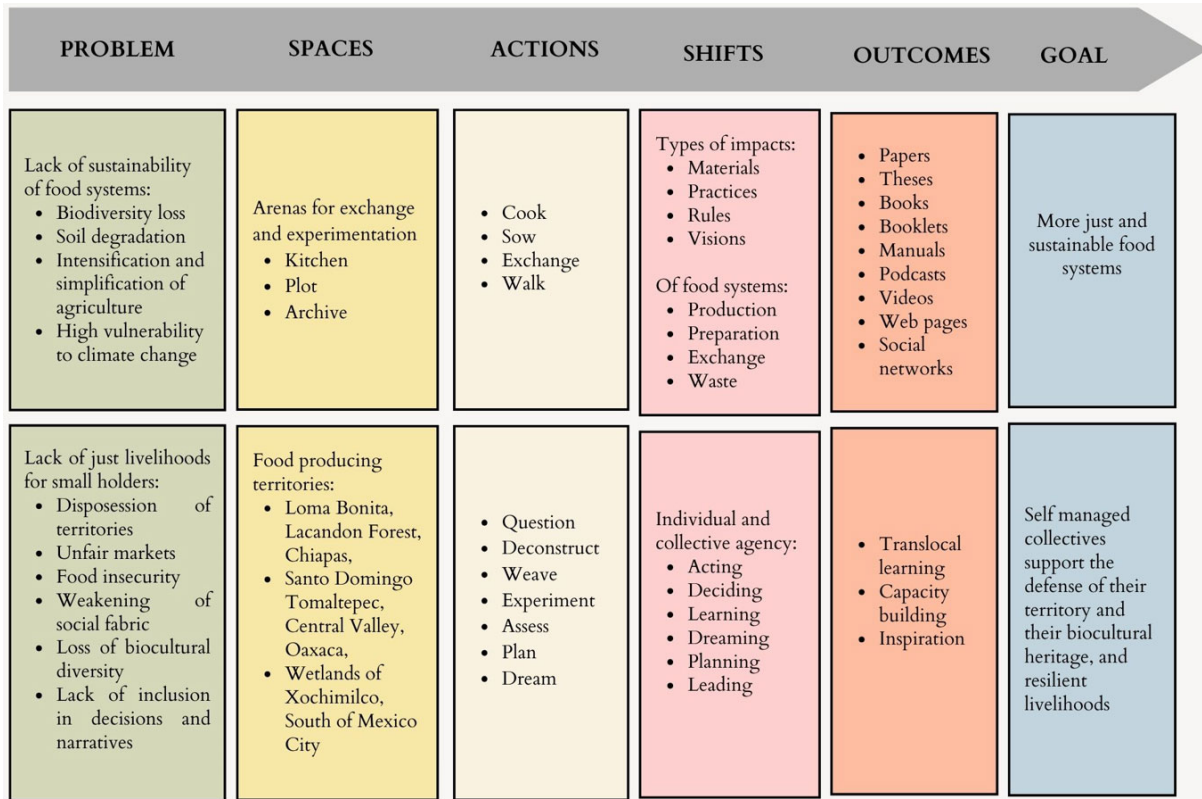 PROBLEM
SPACES
ACTIONS
SHIFTS
OUTCOMES
GOAL
Lack of sustainability
of food systems:
• Biodiversity loss
• Soil degradation
• Intensification and
simplification of
agriculture
• High vulnerability
to climate change
Arenas for exchange
and experimentation
• Kitchen
• Plot
• Archive
• Cook
• Sow
• Exchange
• Walk
Types of impacts:
• Materials
• Practices
• Rules
• Visions
Of food systems:
• Production
• Preparation
• Exchange
• Waste
• Papers
• Theses
• Books
• Booklets
• Manuals
• Podcasts
• Videos
• Web pages
• Social
networks
More just and
sustainable food
systems
Lack of just livelihoods
for small holders:
• Disposession of
territories
• Unfair markets
• Food insecurity
• Weakening of
social fabric
• Loss of biocultural
diversity
• Lack of inclusion
in decisions and
narratives
Food producing
territories:
• Loma Bonita,
Lacandon Forest,
Chiapas,
• Santo Domingo
Tomaltepec,
Central Valley,
Oaxaca,
• Wetlands of
Xochimilco,
South of Mexico
City
• Question
• Deconstruct
• Weave
• Experiment
• Assess
• Plan
• Dream
Individual and
collective agency:
• Acting
• Deciding
• Learning
• Dreaming
• Planning
• Leading
• Translocal
learning
• Capacity
building
• Inspiration
Self managed
collectives
support the
defense of their
territory and
their biocultural
heritage, and
resilient
livelihoods